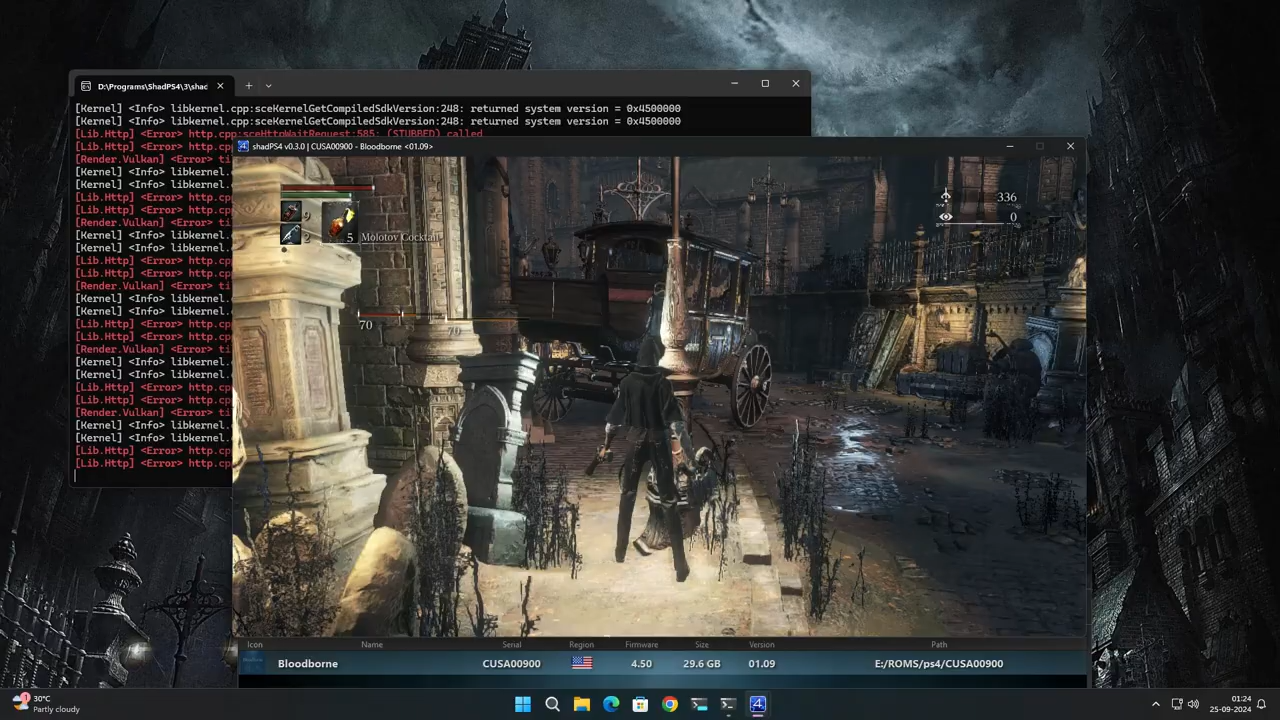 D:\Programs\ShadPS4\3\shad
[Kernel] <Info> libkernel.cpp:sceKernelGetCompiledSdkVersion:248: returned system version = 0x4500000
[Kernel] <Info> libkernel.cpp:sceKernelGetCompiledSdkVersion:248: returned system version = 0x4500000
[Lib.Http] <Error> http.cpp:sceHttpWaitRequest:585: (STUBBED) called
[Lib.Http] <Error> http.cp
[Render.Vulkan] <Error> ti
[Kernel] <Info> libkernel.
[Kernel] <Info> libkernel.
[Lib.Http] <Error> http.cp
[Lib.Http] <Error> http.cp
[Render.Vulkan] <Error> ti
[Kernel] <Info> libkernel.
[Kernel] <Info> libkernel.
[Lib.Http] <Error> http.cp
[Lib.Http] <Error> http.cp
[Render.Vulkan] <Error> ti
[Kernel] <Info> libkernel.
[Kernel] <Info> libkernel.
[Lib.Http] <Error> http.cp
[Lib.Http] <Error> http.cp
[Render.Vulkan] <Error> ti
[Kernel] <Info> libkernel.
[Kernel] <Info> libkernel.
[Lib.Http] <Error> http.cp
[Lib.Http] <Error> http.cp
[Render.Vulkan] <Error> ti
[Kernel] <Info> libkernel.
[Kernel] <Info> libkernel.
[Lib.Http] <Error> http.cp
[Lib.Http] <Error> http.cp
shadPS4 v0.3.0 | CUSA00900 - Bloodborne <01.09>
336
9
0
2
5 Molotov Cocktail
70
70
Icon Name Serial Region Firmware Size Version Path
Bloodborne CUSA00900 4.50 29.6 GB 01.09 E:/ROMS/ps4/CUSA00900
1
30°C
Partly cloudy
01:24
25-09-2024